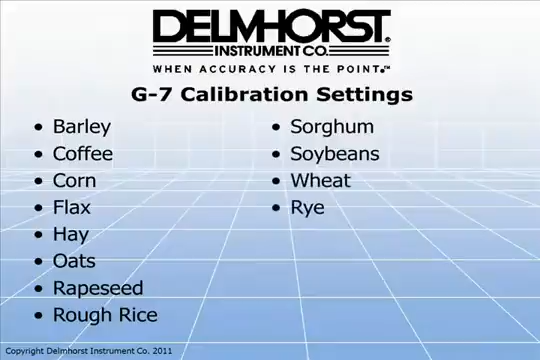 DELMHORST®
INSTRUMENT CO.
WHEN ACCURACY IS THE POINT.™
G-7 Calibration Settings
• Barley
• Coffee
• Corn
• Flax
• Hay
• Oats
• Rapeseed
• Rough Rice
• Sorghum
• Soybeans
• Wheat
• Rye
Copyright Delmhorst Instrument Co. 2011